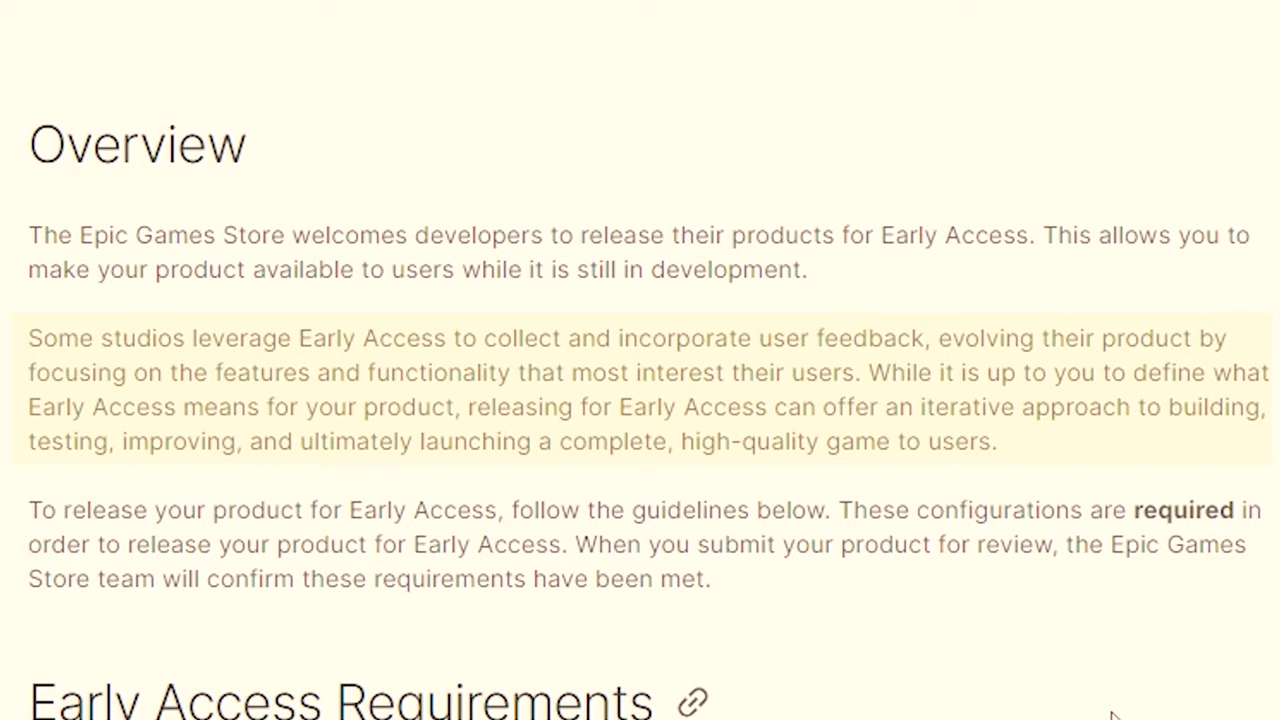 Overview
The Epic Games Store welcomes developers to release their products for Early Access. This allows you to
make your product available to users while it is still in development.
Some studios leverage Early Access to collect and incorporate user feedback, evolving their product by
focusing on the features and functionality that most interest their users. While it is up to you to define what
Early Access means for your product, releasing for Early Access can offer an iterative approach to building,
testing, improving, and ultimately launching a complete, high-quality game to users.
To release your product for Early Access, follow the guidelines below. These configurations are required in
order to release your product for Early Access. When you submit your product for review, the Epic Games
Store team will confirm these requirements have been met.
Early Access Requirements